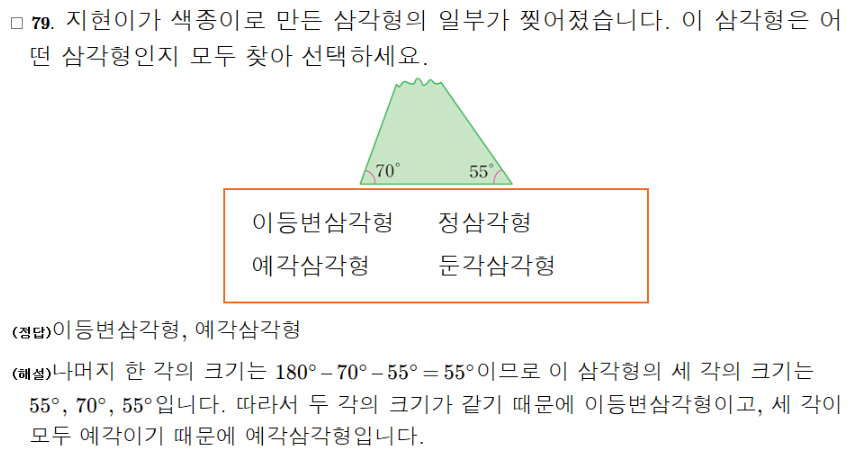 □ 79. 지현이가 색종이로 만든 삼각형의 일부가 찢어졌습니다. 이 삼각형은 어
떤 삼각형인지 모두 찾아 선택하세요.
70° 55°
이등변삼각형 정삼각형
예각삼각형 둔각삼각형
(정답)이등변삼각형, 예각삼각형
(해설)나머지 한 각의 크기는 180°-70°-55°=55°이므로 이 삼각형의 세 각의 크기는
55°, 70°, 55°입니다. 따라서 두 각의 크기가 같기 때문에 이등변삼각형이고, 세 각이
모두 예각이기 때문에 예각삼각형입니다.